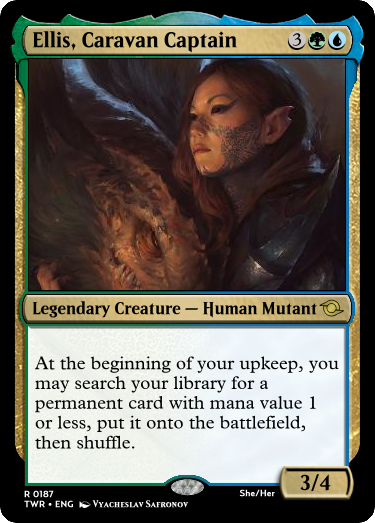 Ellis, Caravan Captain 3
Legendary Creature — Human Mutant
At the beginning of your upkeep, you
may search your library for a
permanent card with mana value 1
or less, put it onto the battlefield,
then shuffle.
3/4
R 0187
She/Her
TWR • ENG Vyacheslav Safronov